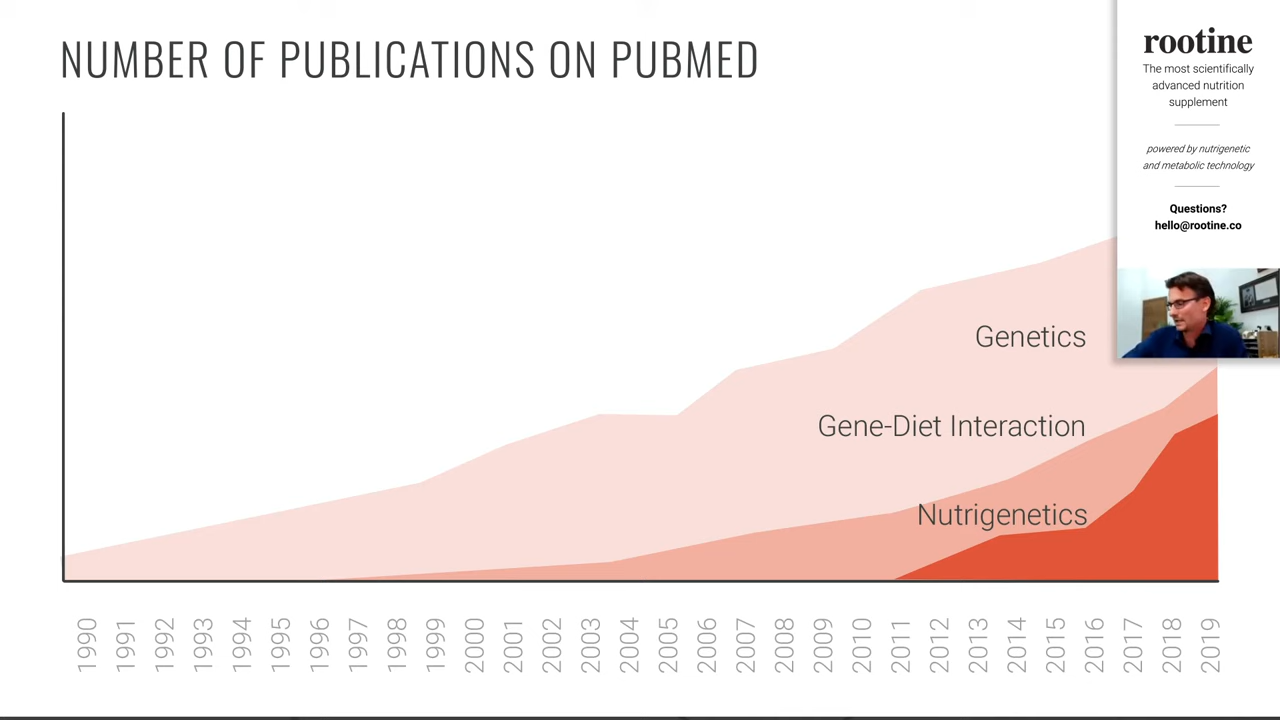 NUMBER OF PUBLICATIONS ON PUBMED
rootine
The most scientifically
advanced nutrition
supplement
powered by nutrigenetic
and metabolic technology
Questions?
hello@rootine.co
Genetics
Gene-Diet Interaction
Nutrigenetics
1990
1991
1992
1993
1994
1995
1996
1997
1998
1999
2000
2001
2002
2003
2004
2005
2006
2007
2008
2009
2010
2011
2012
2013
2014
2015
2016
2017
2018
2019